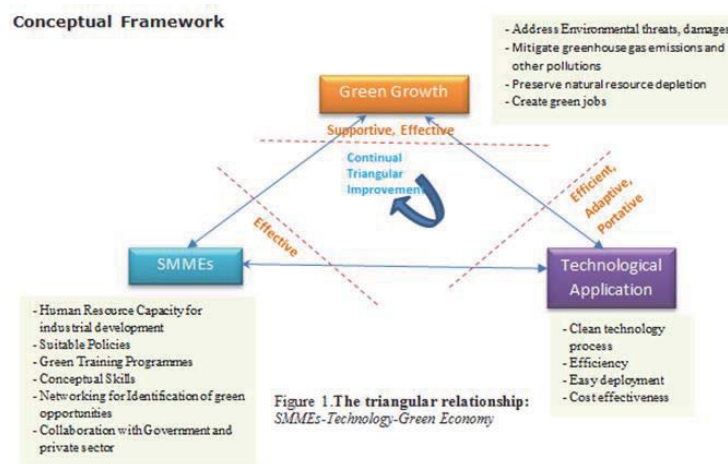 Conceptual Framework
- Address Environmental threats, damages
- Mitigate greenhouse gas emissions and
other pollutions
- Preserve natural resource depletion
- Create green jobs
Green Growth
Supportive, Effective
Continual
Triangular
Improvement
Effective
Efficient,
Adaptive,
Portative
SMMEs
Technological
Application
- Human Resource Capacity for
industrial development
- Suitable Policies
- Green Training Programmes
- Conceptual Skills
- Networking for Identification of green
opportunities
- Collaboration with Government and
private sector
- Clean technology
process
- Efficiency
- Easy deployment
- Cost effectiveness
Figure 1.The triangular relationship:
SMMEs-Technology-Green Economy